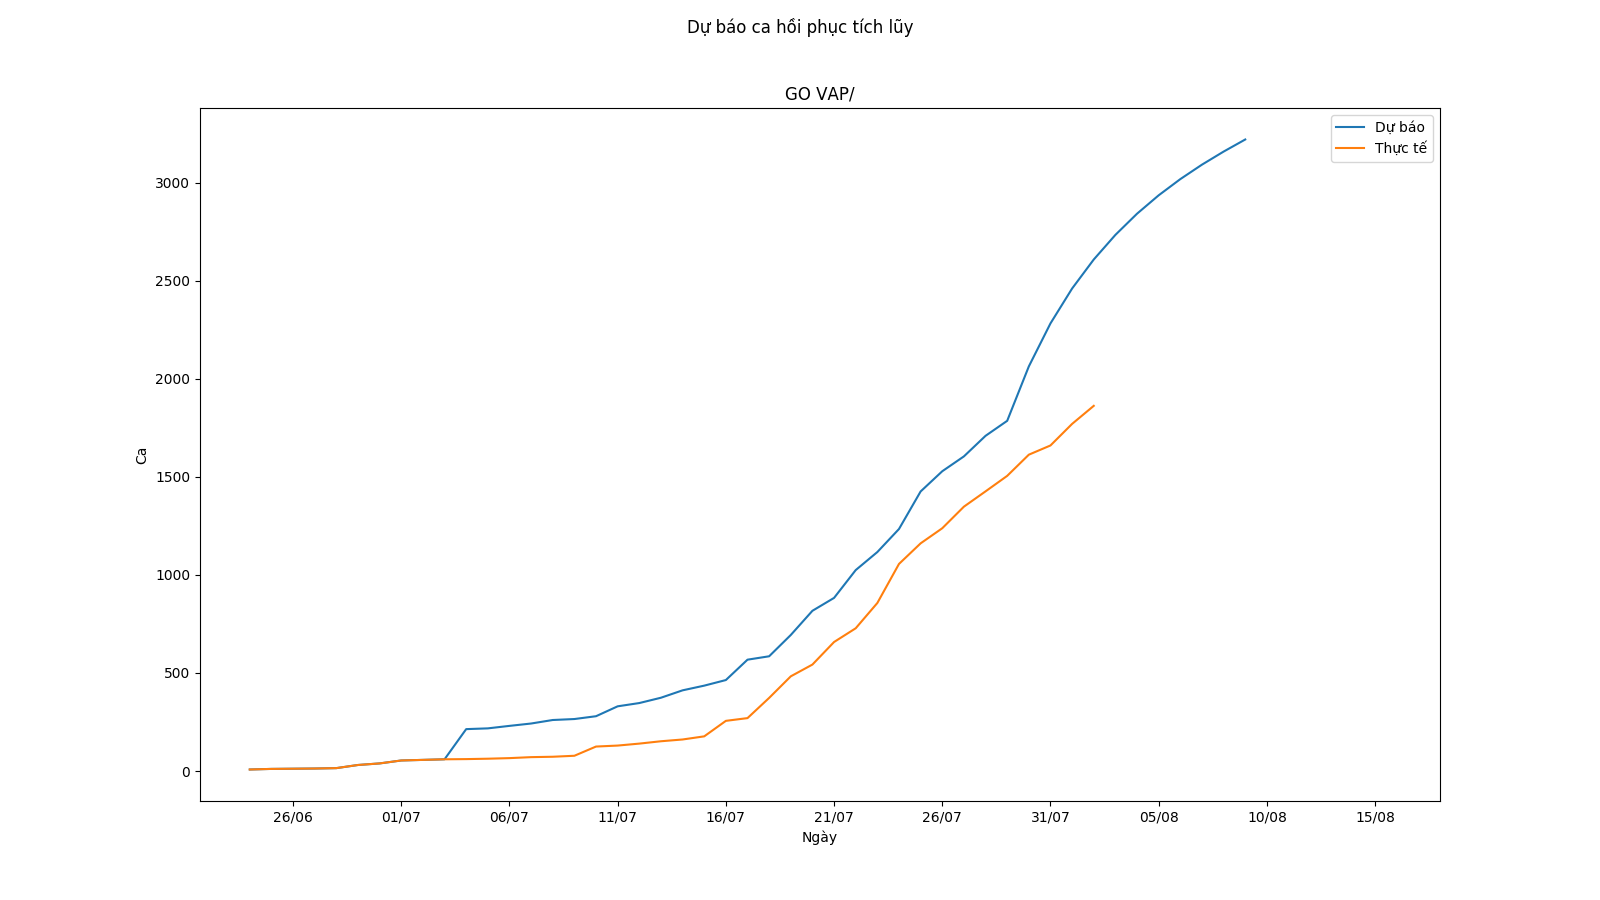 Dự báo ca hồi phục tích lũy
GO VAP/
Dự báo
Thực tế
3000
2500
2000
1500
1000
500
0
Ca
26/06 01/07 06/07 11/07 16/07 21/07 26/07 31/07 05/08 10/08 15/08
Ngày